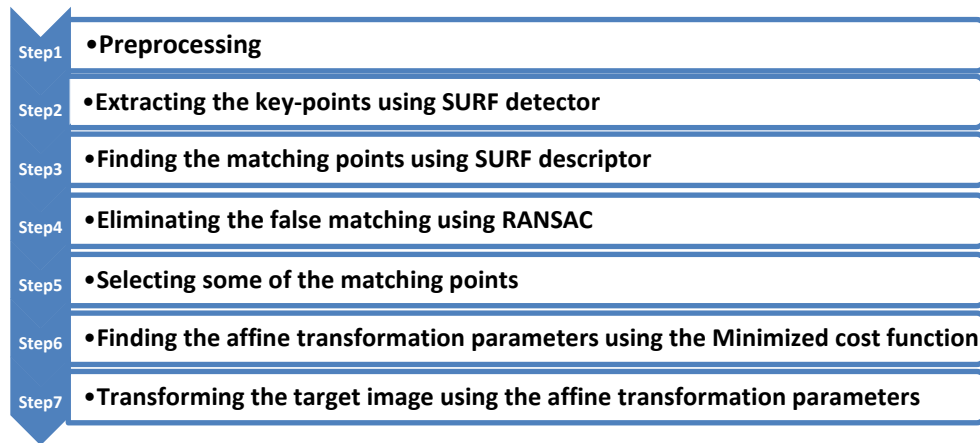 Step1
•Preprocessing
Step2
•Extracting the key-points using SURF detector
Step3
•Finding the matching points using SURF descriptor
Step4
•Eliminating the false matching using RANSAC
Step5
•Selecting some of the matching points
Step6
•Finding the affine transformation parameters using the Minimized cost function
Step7
•Transforming the target image using the affine transformation parameters